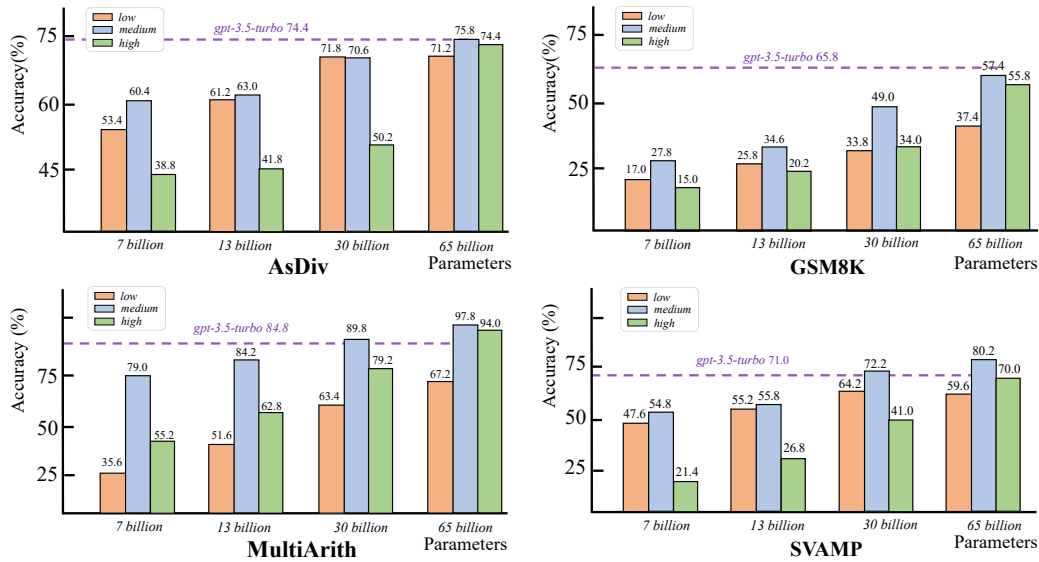 Accuracy(%)
75
60
45
low
medium
high
gpt-3.5-turbo 74.4
53.4
60.4
38.8
61.2
63.0
41.8
71.8
70.6
50.2
71.2
75.8
74.4
7 billion
13 billion
30 billion
65 billion
AsDiv
Parameters
Accuracy(%)
75
50
25
low
medium
high
gpt-3.5-turbo 65.8
17.0
27.8
15.0
25.8
34.6
20.2
33.8
49.0
34.0
37.4
57.4
55.8
7 billion
13 billion
30 billion
65 billion
GSM8K
Parameters
Accuracy (%)
75
50
25
low
medium
high
gpt-3.5-turbo 84.8
35.6
79.0
55.2
51.6
84.2
62.8
63.4
89.8
79.2
67.2
97.8
94.0
7 billion
13 billion
30 billion
65 billion
MultiArith
Parameters
Accuracy (%)
75
50
25
low
medium
high
gpt-3.5-turbo 71.0
47.6
54.8
21.4
55.2
55.8
26.8
64.2
72.2
41.0
59.6
80.2
70.0
7 billion
13 billion
30 billion
65 billion
SVAMP
Parameters